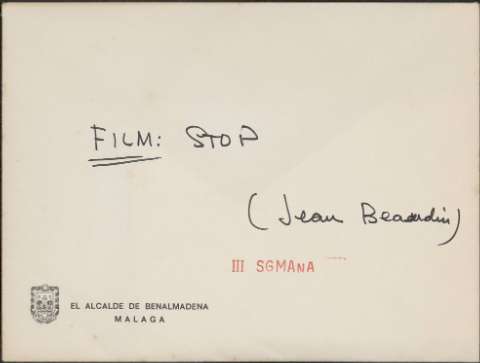 FILM: STOP
(Jean Beaudin)
III SGMANA
EL ALCALDE DE BENALMADENA
MALAGA